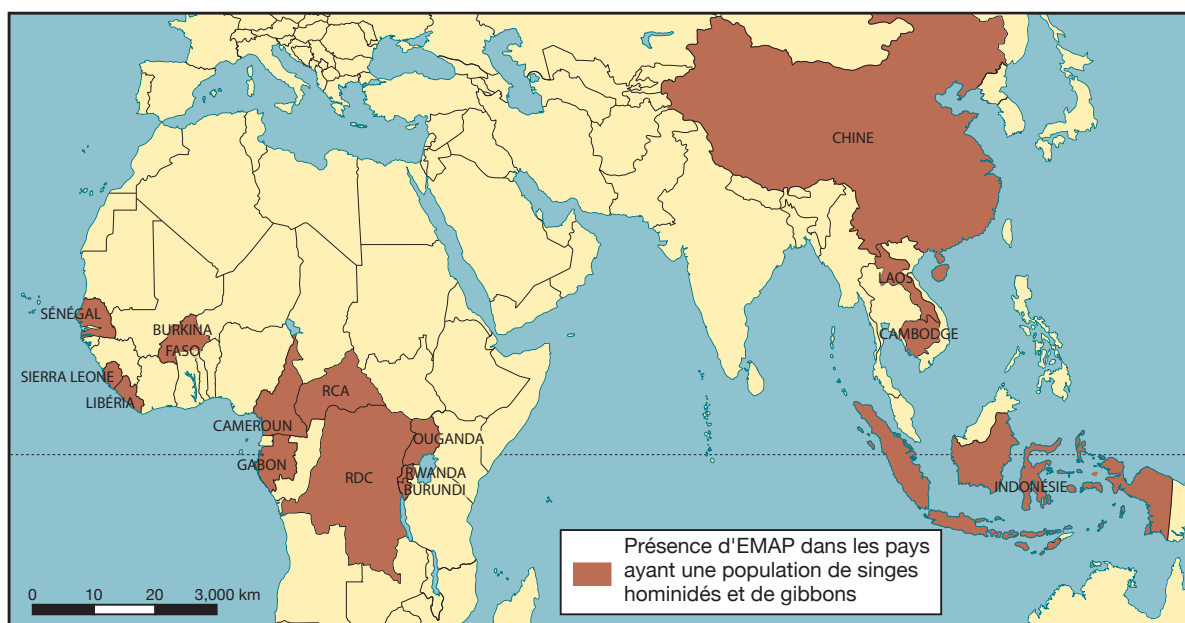 CHINE
LAOS
CAMBODGE
SÉNÉGAL
BURKINA
FASO
SIERRA LEONE
LIBÉRIA
RCA
CAMEROUN
OUGANDA
GABON
RDC
RWANDA
BURUNDI
INDONÉSIE
Présence d'EMAP dans les pays
ayant une population de singes
hominidés et de gibbons
0 10 20 3,000 km